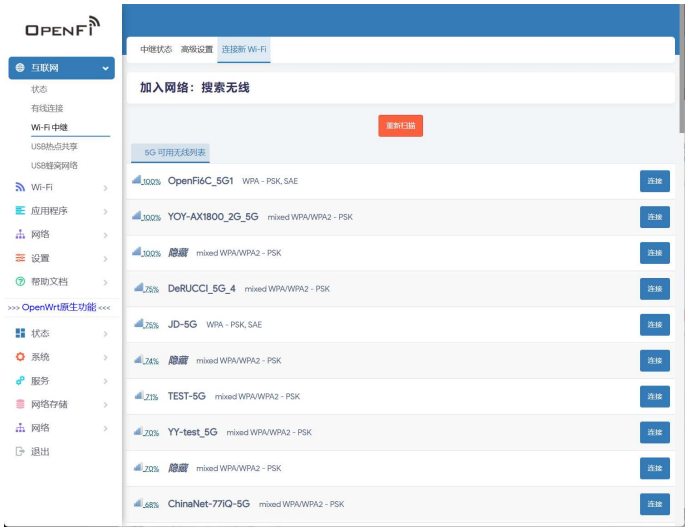 OPENFi
互联网
状态
有线连接
Wi-Fi 中继
USB热点共享
USB蜂窝网络
Wi-Fi
应用程序
网络
设置
帮助文档
>>> OpenWrt原生功能 <<<
状态
系统
服务
网络存储
网络
退出
中继状态 高级设置 连接新 Wi-Fi
加入网络：搜索无线
重新扫描
5G 可用无线列表
100% OpenFi6C_5G1 WPA - PSK, SAE 连接
100% YOY-AX1800_2G_5G mixed WPA/WPA2 - PSK 连接
100% 隐藏 mixed WPA/WPA2 - PSK 连接
75% DeRUCCI_5G_4 mixed WPA/WPA2 - PSK 连接
75% JD-5G WPA - PSK, SAE 连接
74% 隐藏 mixed WPA/WPA2 - PSK 连接
71% TEST-5G mixed WPA/WPA2 - PSK 连接
70% YY-test_5G mixed WPA/WPA2 - PSK 连接
70% 隐藏 mixed WPA/WPA2 - PSK 连接
68% ChinaNet-77iQ-5G mixed WPA/WPA2 - PSK 连接